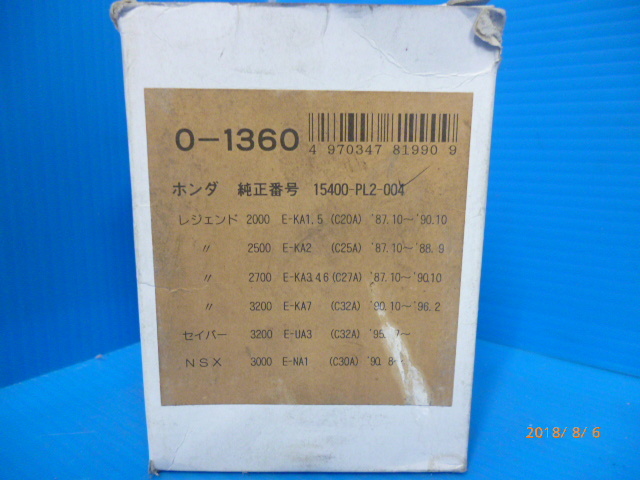 O-1360
4 970347 819909
ホンダ 純正番号 15400-PL2-004
レジェンド 2000 E-KA1,5 (C20A) '87.10～'90.10
〃 2500 E-KA2 (C25A) '87.10～'88.9
〃 2700 E-KA3,4,6 (C27A) '87.10～'90.10
〃 3200 E-KA7 (C32A) '90.10～'96.2
セイバー 3200 E-UA3 (C32A)
NSX 3000 E-NA1 (C30A) '90.8～
2018/ 8/ 6